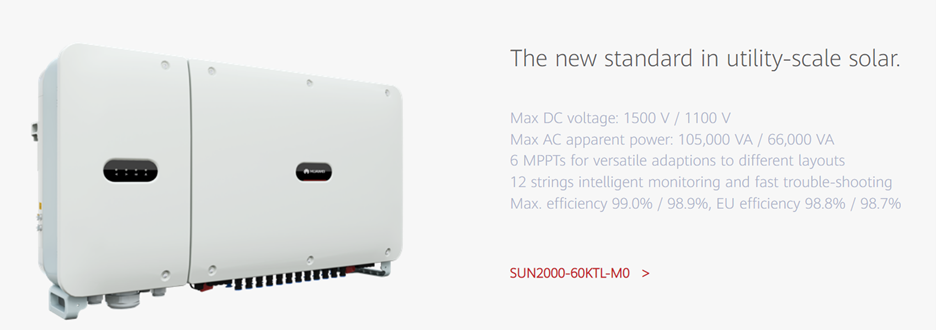 HUAWEI
The new standard in utility-scale solar.
Max DC voltage: 1500 V / 1100 V
Max AC apparent power: 105,000 VA / 66,000 VA
6 MPPTs for versatile adaptions to different layouts
12 strings intelligent monitoring and fast trouble-shooting
Max. efficiency 99.0% / 98.9%, EU efficiency 98.8% / 98.7%
SUN2000-60KTL-M0 >